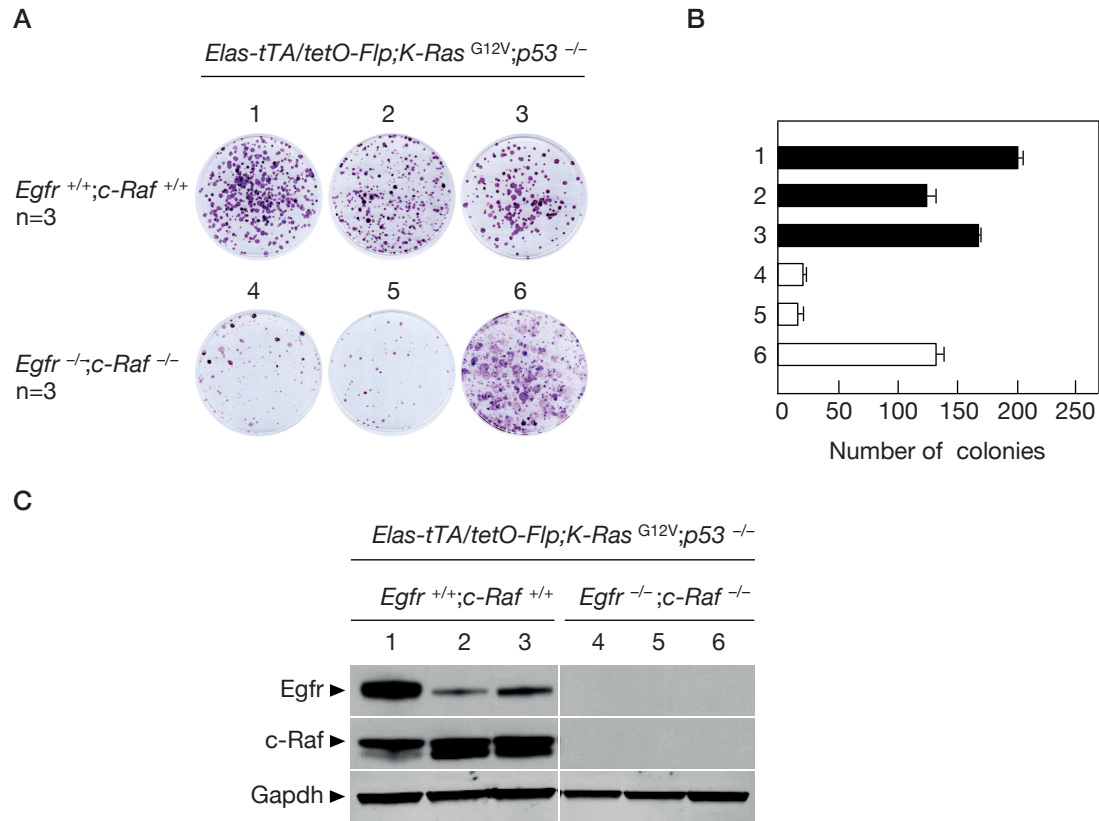 A
Elas-tTA/tetO-Flp;K-Ras G12V;p53 –/–
1 2 3
Egfr +/+;c-Raf +/+
n=3
4 5 6
Egfr –/–;c-Raf –/–
n=3
B
1
2
3
4
5
6
0 50 100 150 200 250
Number of colonies
C
Elas-tTA/tetO-Flp;K-Ras G12V;p53 –/–
Egfr +/+;c-Raf +/+ Egfr –/–;c-Raf –/–
1 2 3 4 5 6
Egfr
c-Raf
Gapdh